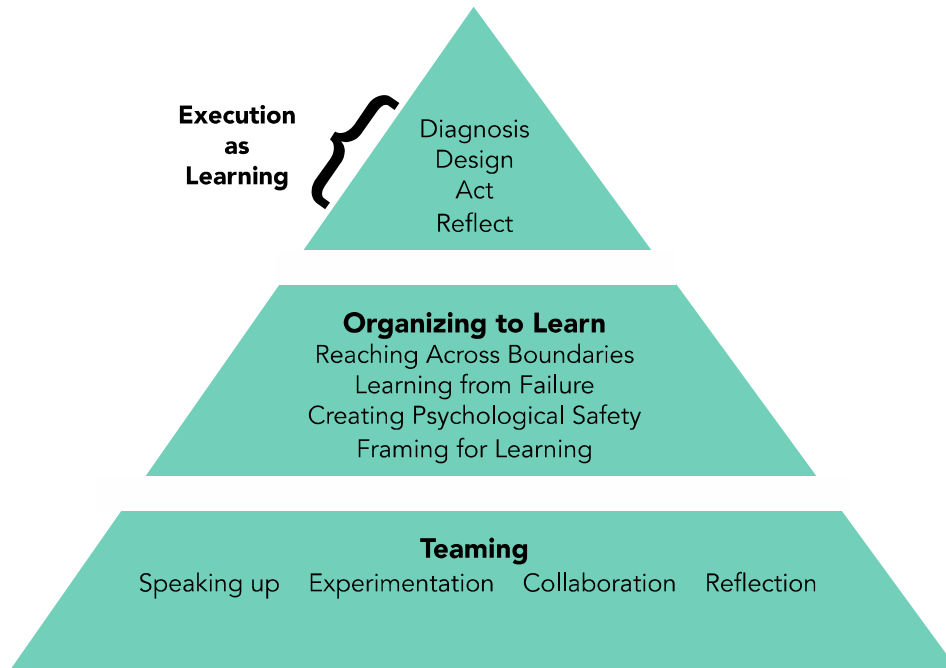 Execution
as
Learning
Diagnosis
Design
Act
Reflect
Organizing to Learn
Reaching Across Boundaries
Learning from Failure
Creating Psychological Safety
Framing for Learning
Teaming
Speaking up Experimentation Collaboration Reflection